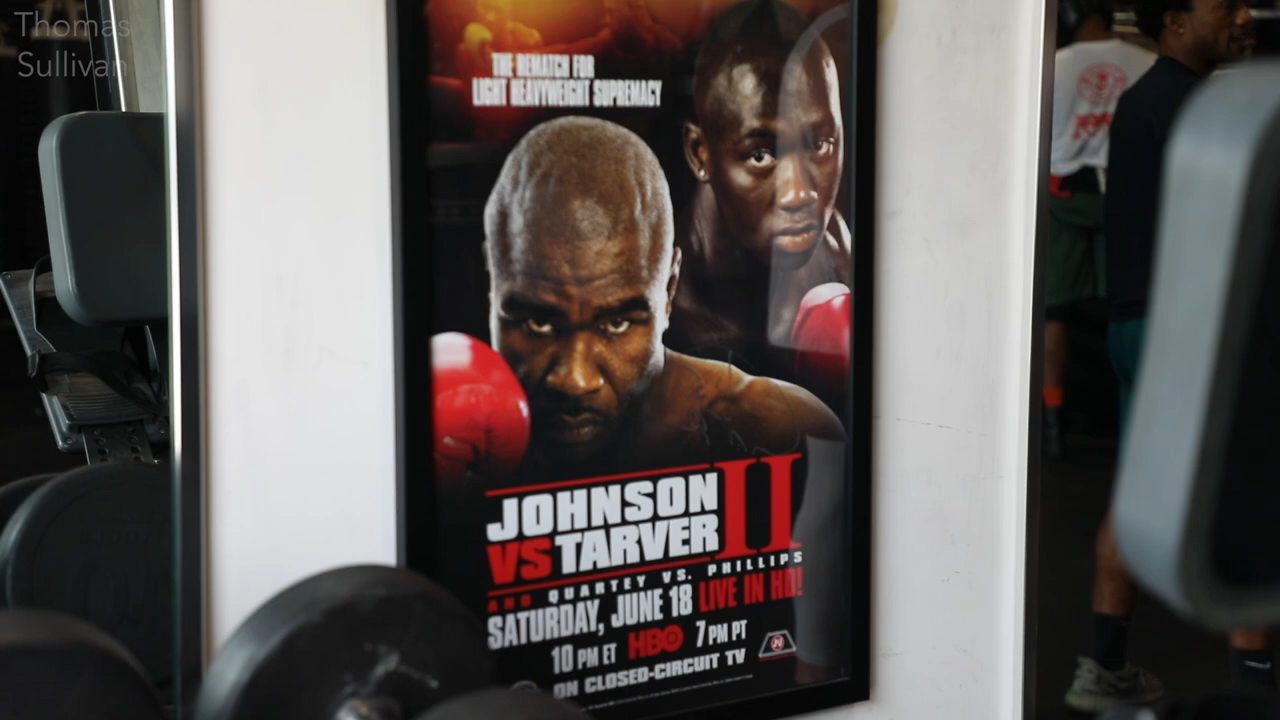 Thomas
Sullivan
THE REMATCH FOR
LIGHT HEAVYWEIGHT SUPREMACY
JOHNSON II
VS TARVER
AND QUARTEY VS. PHILLIPS
SATURDAY, JUNE 18 LIVE IN HD!
10 PM ET HBO 7 PM PT
ON CLOSED-CIRCUIT TV